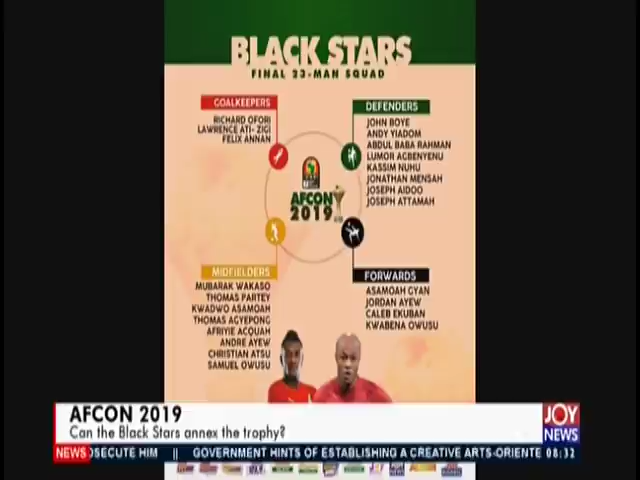 BLACK STARS
FINAL 23-MAN SQUAD
GOALKEEPERS
RICHARD OFORI
LAWRENCE ATI- ZIGI
FELIX ANNAN
DEFENDERS
JOHN BOYE
ANDY YIADOM
ABDUL BABA RAHMAN
LUMOR AGBENYENU
KASSIM NUHU
JONATHAN MENSAH
JOSEPH AIDOO
JOSEPH ATTAMAH
AFCON
2019
MIDFIELDERS
MUBARAK WAKASO
THOMAS PARTEY
KWADWO ASAMOAH
THOMAS AGYEPONG
AFRIYIE ACQUAH
ANDRE AYEW
CHRISTIAN ATSU
SAMUEL OWUSU
FORWARDS
ASAMOAH GYAN
JORDAN AYEW
CALEB EKUBAN
KWABENA OWUSU
AFCON 2019
Can the Black Stars annex the trophy?
JOY
NEWS
NEWS OSECUTE HIM || GOVERNMENT HINTS OF ESTABLISHING A CREATIVE ARTS-ORIENTE 08:32